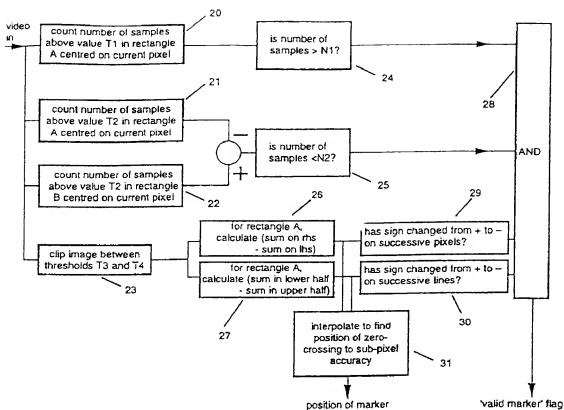 video
in
20
count number of samples
above value T1 in rectangle
A centred on current pixel
is number of
samples > N1?
24
28
21
count number of samples
above value T2 in rectangle
A centred on current pixel
−
+
is number of
samples <N2?
25
AND
count number of samples
above value T2 in rectangle
B centred on current pixel
22
26
29
for rectangle A,
calculate (sum on rhs
- sum on lhs)
has sign changed from + to −
on successive pixels?
clip image between
thresholds T3 and T4
23
for rectangle A,
calculate (sum in lower half
- sum in upper half)
27
has sign changed from + to −
on successive lines?
30
interpolate to find
position of zero-
crossing to sub-pixel
accuracy
31
position of marker
'valid marker' flag